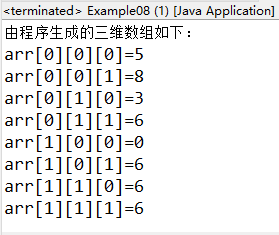 <terminated> Example08 (1) [Java Application]
由程序生成的三维数组如下：
arr[0][0][0]=5
arr[0][0][1]=8
arr[0][1][0]=3
arr[0][1][1]=6
arr[1][0][0]=0
arr[1][0][1]=6
arr[1][1][0]=6
arr[1][1][1]=6